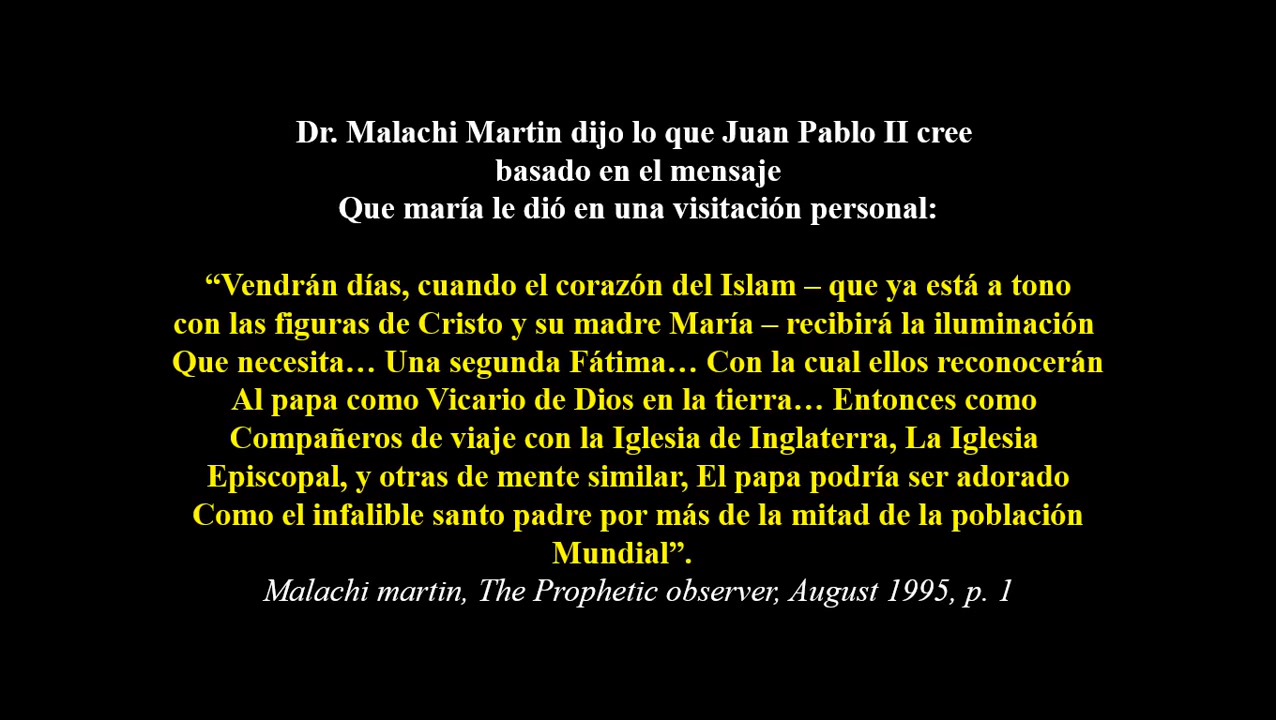 Dr. Malachi Martin dijo lo que Juan Pablo II cree
basado en el mensaje
Que maría le dió en una visitación personal:
“Vendrán días, cuando el corazón del Islam – que ya está a tono
con las figuras de Cristo y su madre María – recibirá la iluminación
Que necesita… Una segunda Fátima… Con la cual ellos reconocerán
Al papa como Vicario de Dios en la tierra… Entonces como
Compañeros de viaje con la Iglesia de Inglaterra, La Iglesia
Episcopal, y otras de mente similar, El papa podría ser adorado
Como el infalible santo padre por más de la mitad de la población
Mundial”.
Malachi martin, The Prophetic observer, August 1995, p. 1